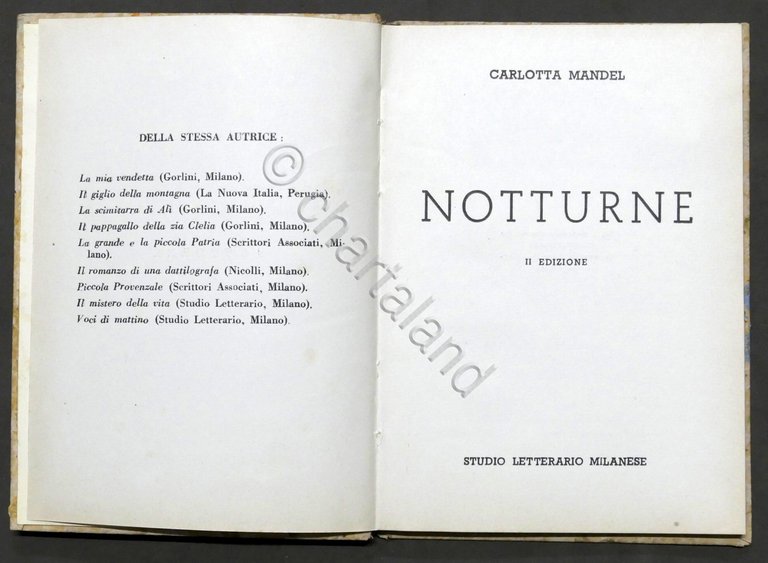 DELLA STESSA AUTRICE :
La mia vendetta (Gorlini, Milano).
Il giglio della montagna (La Nuova Italia, Perugia).
La scimitarra di Alì (Gorlini, Milano).
Il pappagallo della zia Clelia (Gorlini, Milano).
La grande e la piccola Patria (Scrittori Associati, Mi-
lano).
Il romanzo di una dattilografa (Nicolli, Milano).
Piccola Provenzale (Scrittori Associati, Milano).
Il mistero della vita (Studio Letterario, Milano).
Voci di mattino (Studio Letterario, Milano).
CARLOTTA MANDEL
NOTTURNE
II EDIZIONE
STUDIO LETTERARIO MILANESE
© chartaland